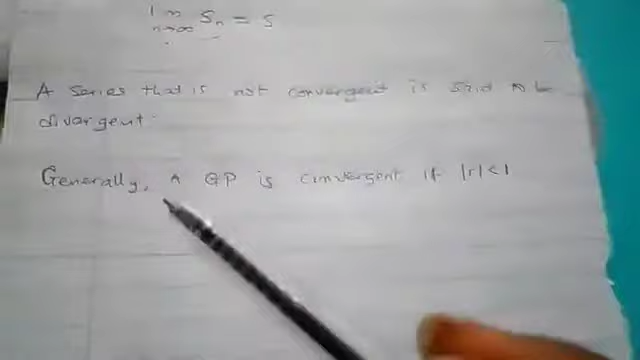 lim Sn = S
n→∞
A series that is not convergent is said to be
divergent.
Generally, A GP is convergent if |r|<1